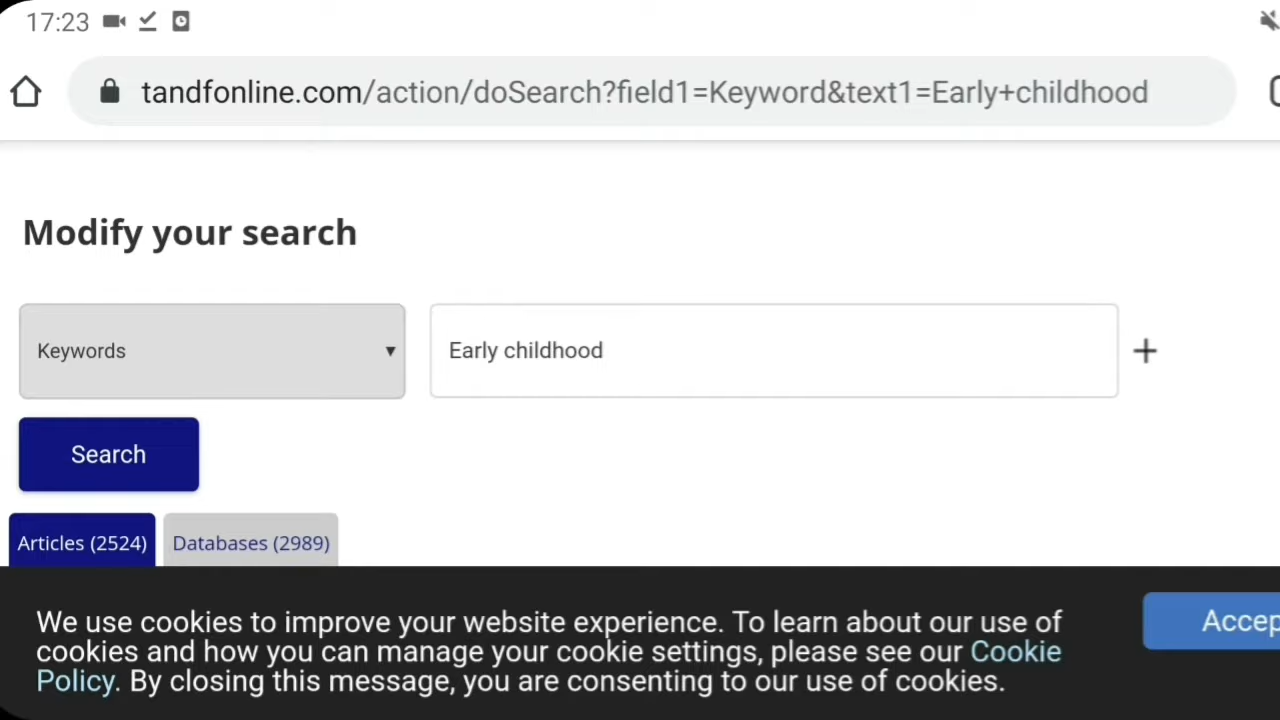 17:23
tandfonline.com/action/doSearch?field1=Keyword&text1=Early+childhood
Modify your search
Keywords
Early childhood
Search
Articles (2524) Databases (2989)
We use cookies to improve your website experience. To learn about our use of
cookies and how you can manage your cookie settings, please see our Cookie
Policy. By closing this message, you are consenting to our use of cookies.
Accep